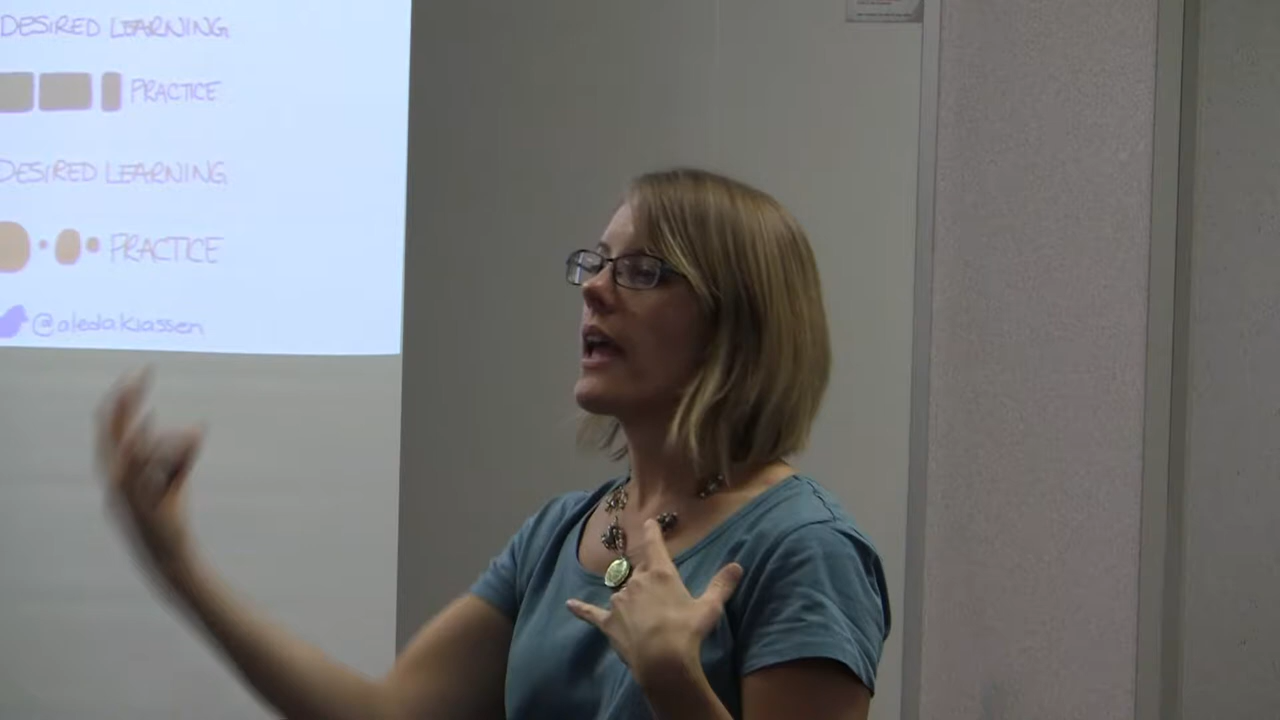 DESIRED LEARNING
PRACTICE
DESIRED LEARNING
PRACTICE
@aledaklassen